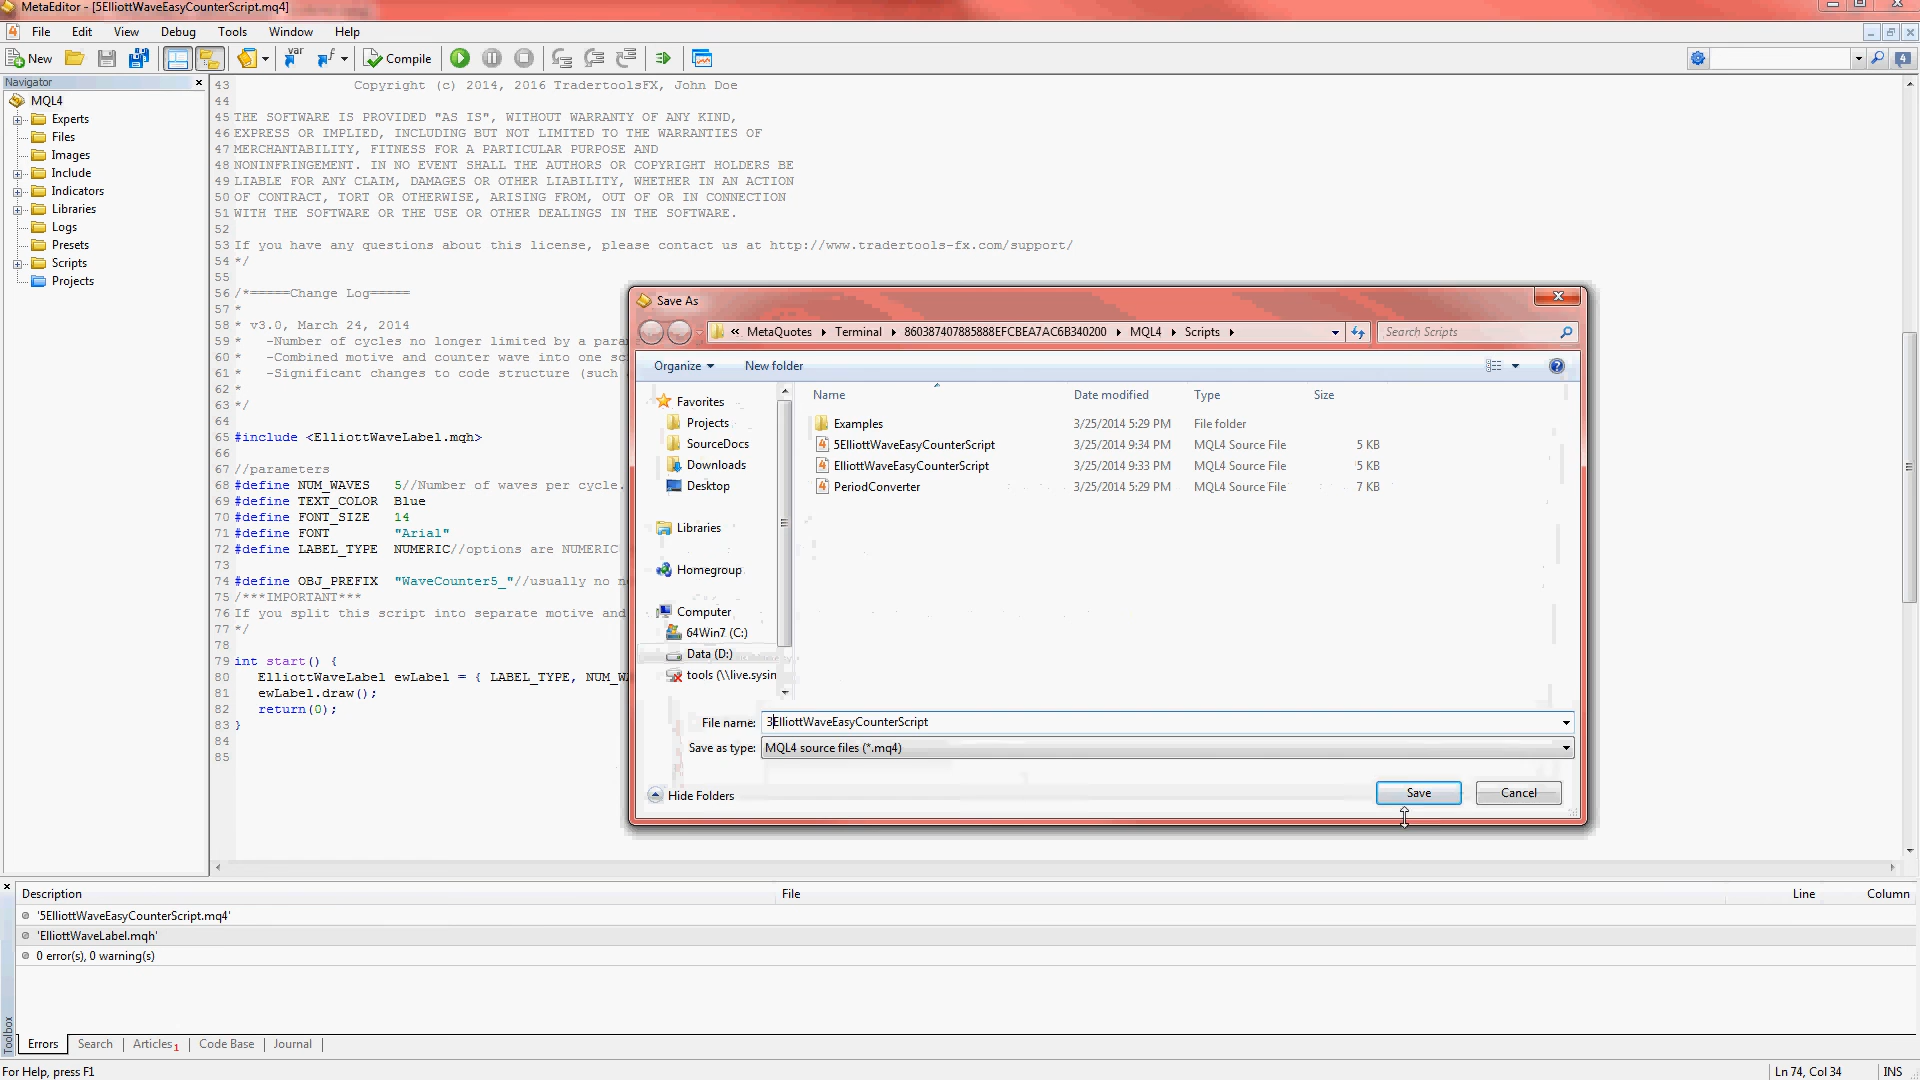 MetaEditor - [5ElliottWaveEasyCounterScript.mq4]
File Edit View Debug Tools Window Help
New var Compile
Navigator
MQL4
Experts
Files
Images
Include
Indicators
Libraries
Logs
Presets
Scripts
Projects
43 Copyright (c) 2014, 2016 TradertoolsFX, John Doe
44
45 THE SOFTWARE IS PROVIDED "AS IS", WITHOUT WARRANTY OF ANY KIND,
46 EXPRESS OR IMPLIED, INCLUDING BUT NOT LIMITED TO THE WARRANTIES OF
47 MERCHANTABILITY, FITNESS FOR A PARTICULAR PURPOSE AND
48 NONINFRINGEMENT. IN NO EVENT SHALL THE AUTHORS OR COPYRIGHT HOLDERS BE
49 LIABLE FOR ANY CLAIM, DAMAGES OR OTHER LIABILITY, WHETHER IN AN ACTION
50 OF CONTRACT, TORT OR OTHERWISE, ARISING FROM, OUT OF OR IN CONNECTION
51 WITH THE SOFTWARE OR THE USE OR OTHER DEALINGS IN THE SOFTWARE.
52
53 If you have any questions about this license, please contact us at http://www.tradertools-fx.com/support/
54 */
55
56 /*=====Change Log=====
57 *
58 * v3.0, March 24, 2014
59 * -Number of cycles no longer limited by a para
60 * -Combined motive and counter wave into one sc
61 * -Significant changes to code structure (such
62 *
63 */
64
65 #include <ElliottWaveLabel.mqh>
66
67 //parameters
68 #define NUM_WAVES 5//Number of waves per cycle.
69 #define TEXT_COLOR Blue
70 #define FONT_SIZE 14
71 #define FONT "Arial"
72 #define LABEL_TYPE NUMERIC//options are NUMERIC
73
74 #define OBJ_PREFIX "WaveCounter5_"//usually no n
75 /***IMPORTANT***
76 If you split this script into separate motive and
77 */
78
79 int start() {
80 ElliottWaveLabel ewLabel = { LABEL_TYPE, NUM_W
81 ewLabel.draw();
82 return(0);
83 }
84
85
Save As
« MetaQuotes Terminal 860387407885888EFCBEA7AC6B340200 MQL4 Scripts
Search Scripts
Organize New folder
Favorites
Projects
SourceDocs
Downloads
Desktop
Libraries
Homegroup
Computer
64Win7 (C:)
Data (D:)
tools (\\live.sysin
Name Date modified Type Size
Examples 3/25/2014 5:29 PM File folder
5ElliottWaveEasyCounterScript 3/25/2014 9:34 PM MQL4 Source File 5 KB
ElliottWaveEasyCounterScript 3/25/2014 9:33 PM MQL4 Source File 5 KB
PeriodConverter 3/25/2014 5:29 PM MQL4 Source File 7 KB
File name: 3ElliottWaveEasyCounterScript
Save as type: MQL4 source files (*.mq4)
Hide Folders Save Cancel
Description File Line Column
'5ElliottWaveEasyCounterScript.mq4'
'ElliottWaveLabel.mqh'
0 error(s), 0 warning(s)
Toolbox
Errors Search Articles 1 Code Base Journal
For Help, press F1 Ln 74, Col 34 INS